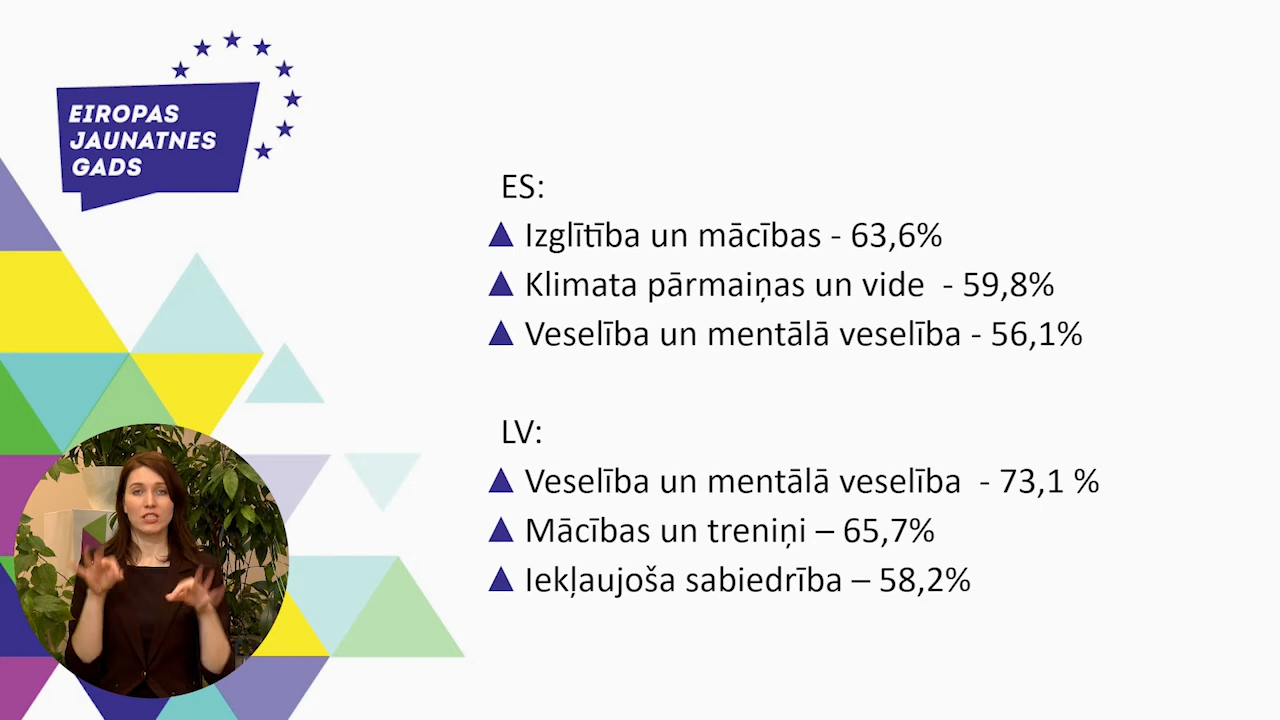 EIROPAS
JAUNATNES
GADS
ES:
Izglītība un mācības - 63,6%
Klimata pārmaiņas un vide - 59,8%
Veselība un mentālā veselība - 56,1%
LV:
Veselība un mentālā veselība - 73,1 %
Mācības un treniņi – 65,7%
Iekļaujoša sabiedrība – 58,2%